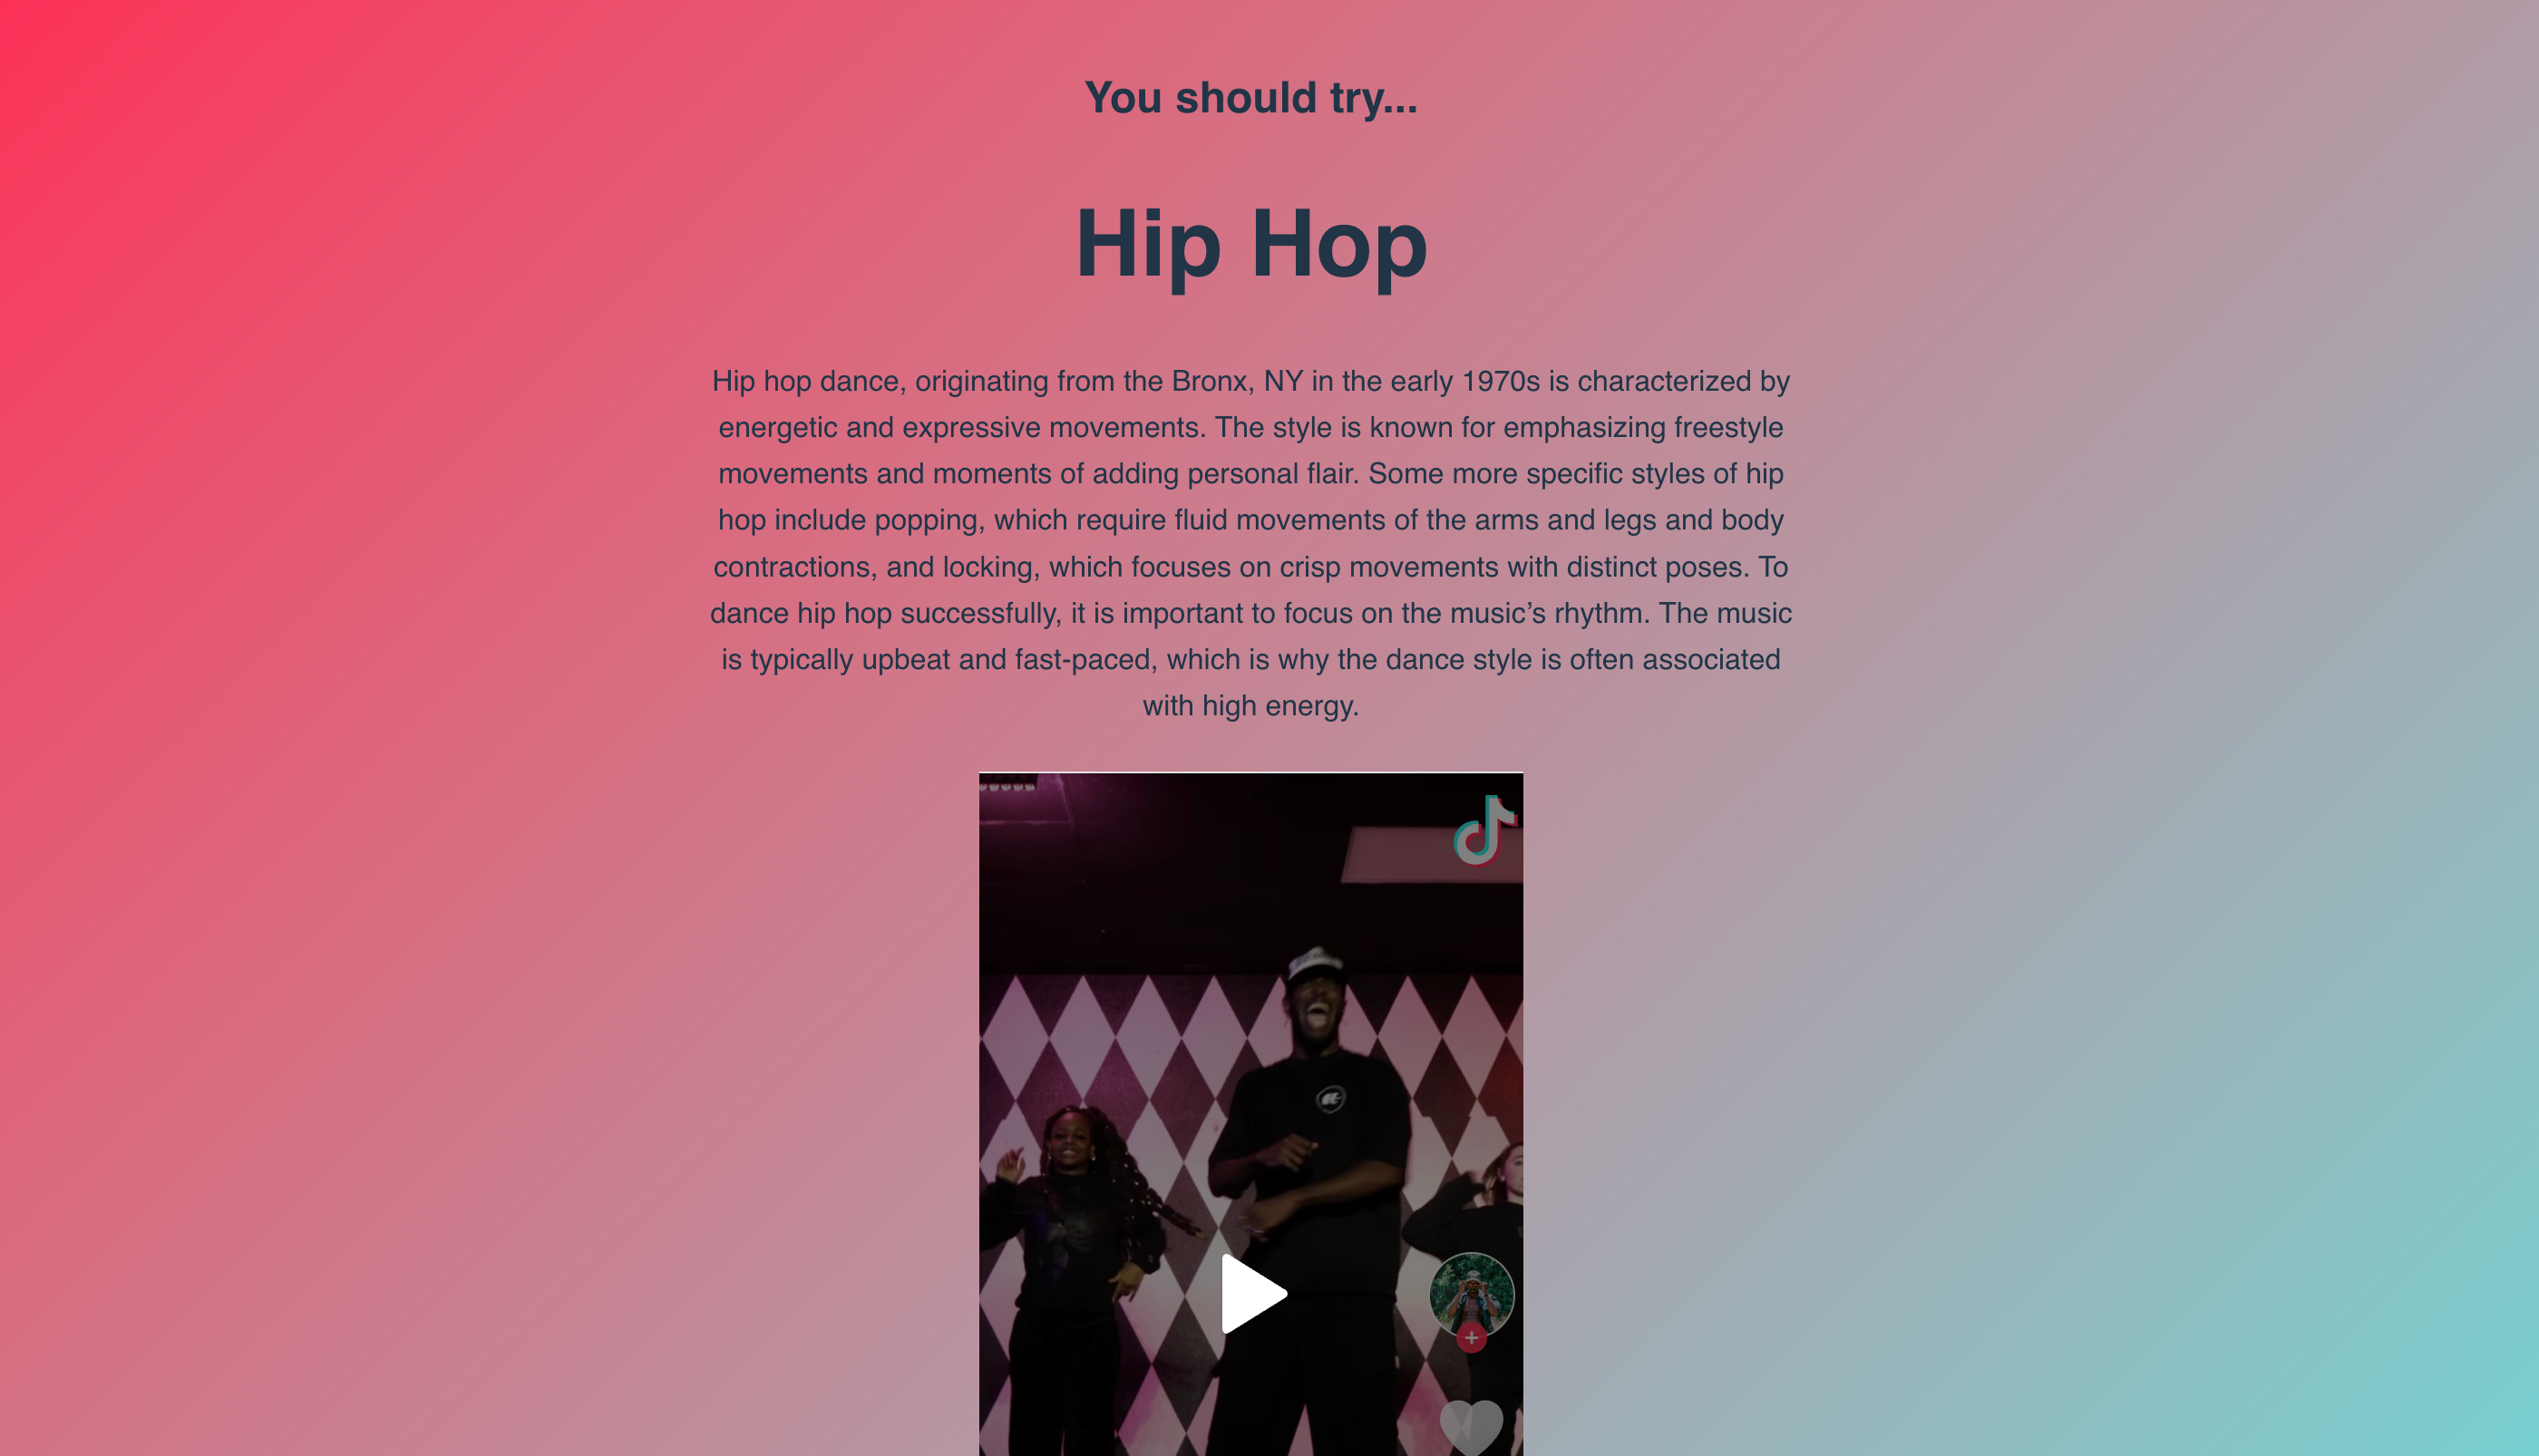 You should try...
Hip Hop
Hip hop dance, originating from the Bronx, NY in the early 1970s is characterized by
energetic and expressive movements. The style is known for emphasizing freestyle
movements and moments of adding personal flair. Some more specific styles of hip
hop include popping, which require fluid movements of the arms and legs and body
contractions, and locking, which focuses on crisp movements with distinct poses. To
dance hip hop successfully, it is important to focus on the music’s rhythm. The music
is typically upbeat and fast-paced, which is why the dance style is often associated
with high energy.